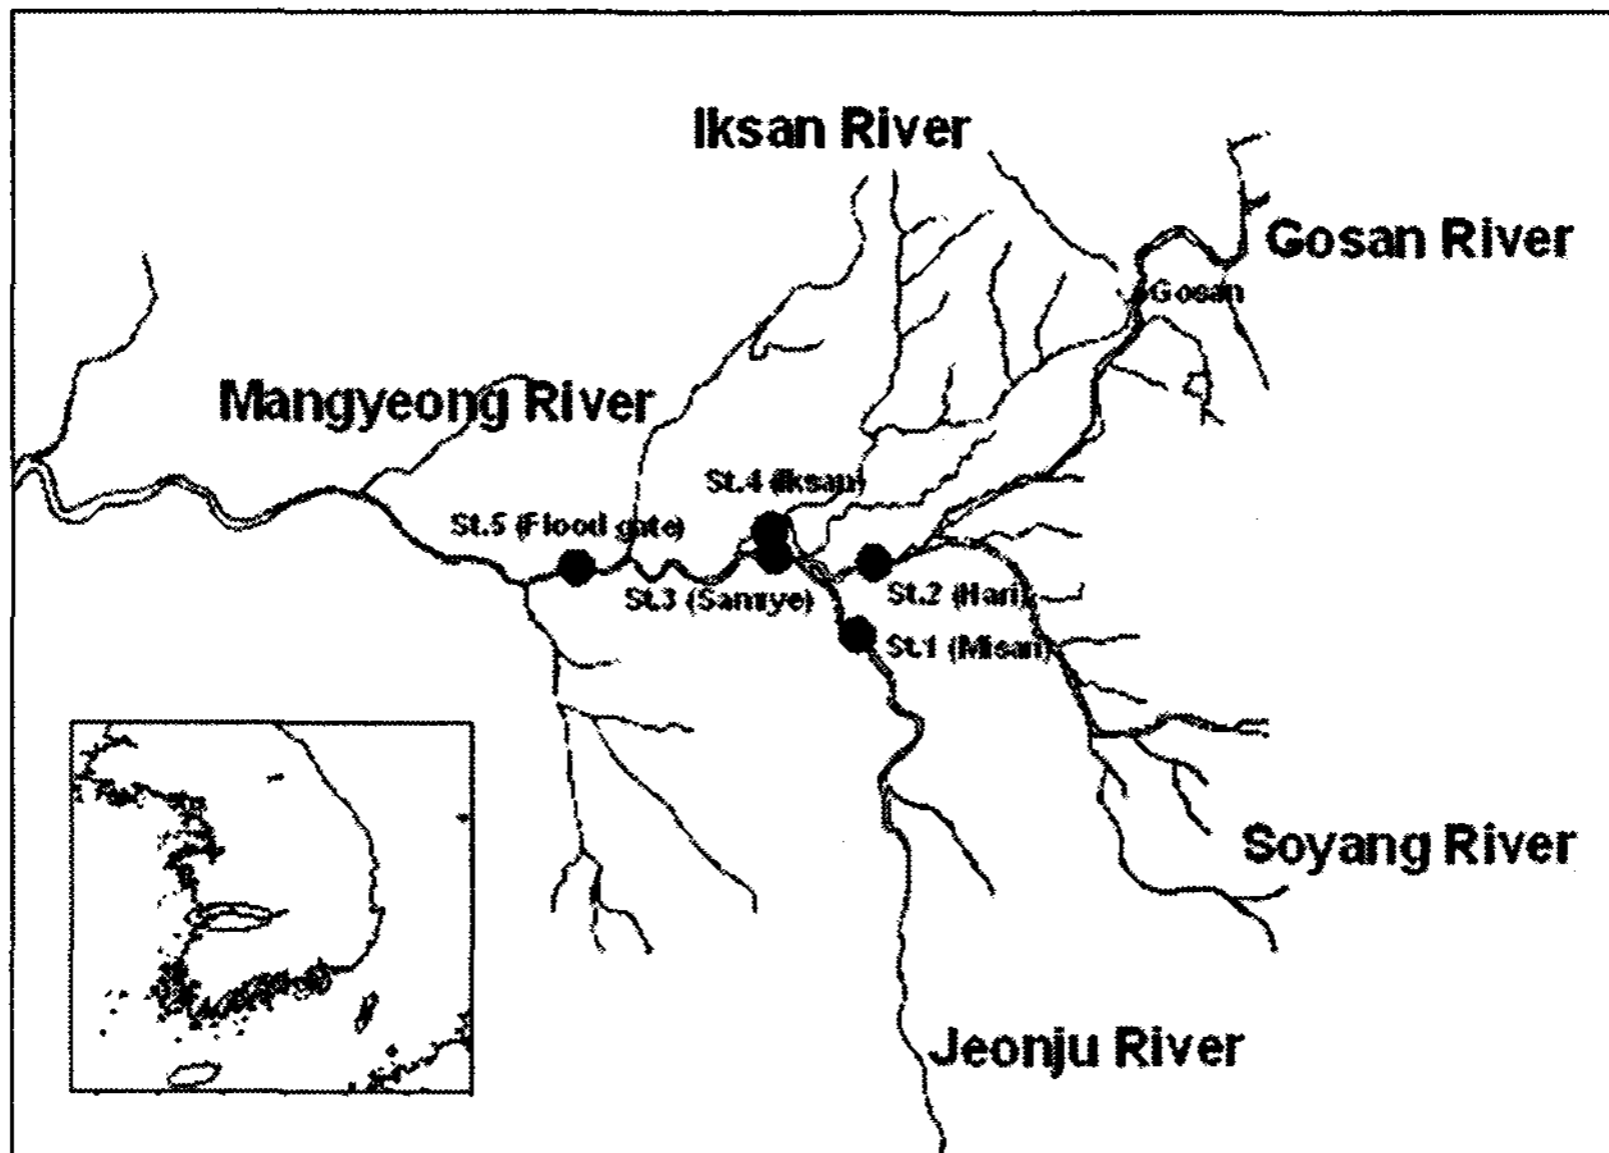 Iksan River
Gosan River
Gosan
Mangyeong River
St.4 (Iksan)
St.5 (Flood gate)
St.3 (Samrye)
St.2 (Hari)
St.1 (Misan)
Soyang River
Jeonju River